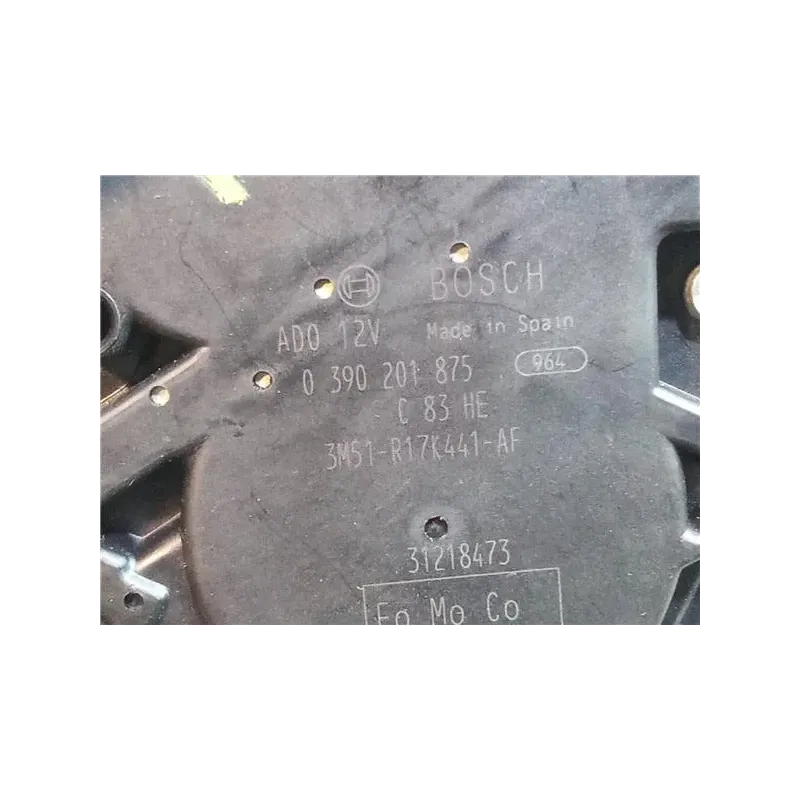 BOSCH
AD0 12V Made in Spain
0 390 201 875 964
C 83 HE
3M51-R17K441-AF
31218473
Fo Mo Co